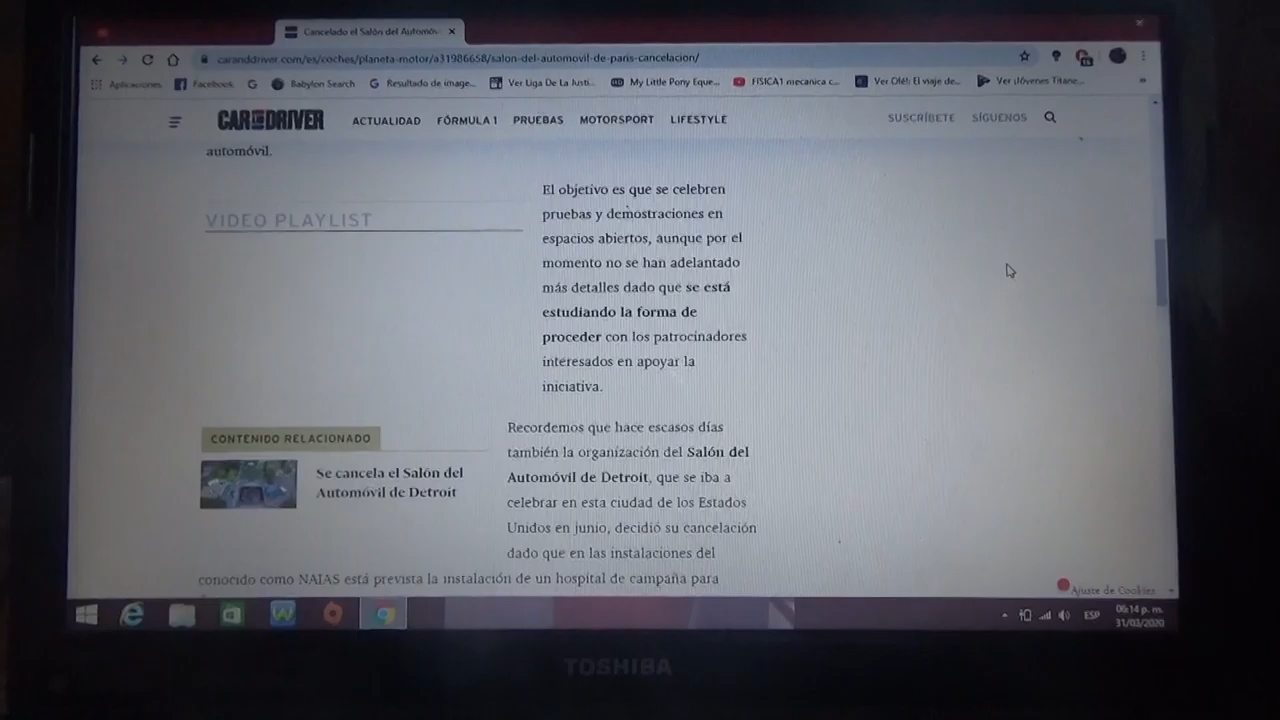 Cancelado el Salón del Automóv
caranddriver.com/es/coches/planeta-motor/a31986658/salon-del-automovil-de-paris-cancelacion/
Aplicaciones Facebook Babylon Search Resultado de image... Ver Liga De La Justi... My Little Pony Eque... FISICA1 mecanica c... Ver Olé!: El viaje de... Ver ¡Jóvenes Titane...
CAR AND DRIVER ACTUALIDAD FÓRMULA 1 PRUEBAS MOTORSPORT LIFESTYLE SUSCRÍBETE SÍGUENOS
automóvil.
VIDEO PLAYLIST
El objetivo es que se celebren
pruebas y demostraciones en
espacios abiertos, aunque por el
momento no se han adelantado
más detalles dado que se está
estudiando la forma de
proceder con los patrocinadores
interesados en apoyar la
iniciativa.
CONTENIDO RELACIONADO
Se cancela el Salón del
Automóvil de Detroit
Recordemos que hace escasos días
también la organización del Salón del
Automóvil de Detroit, que se iba a
celebrar en esta ciudad de los Estados
Unidos en junio, decidió su cancelación
dado que en las instalaciones del
conocido como NAIAS está prevista la instalación de un hospital de campaña para
Ajuste de Cookies
ESP
06:14 p. m.
31/03/2020
TOSHIBA